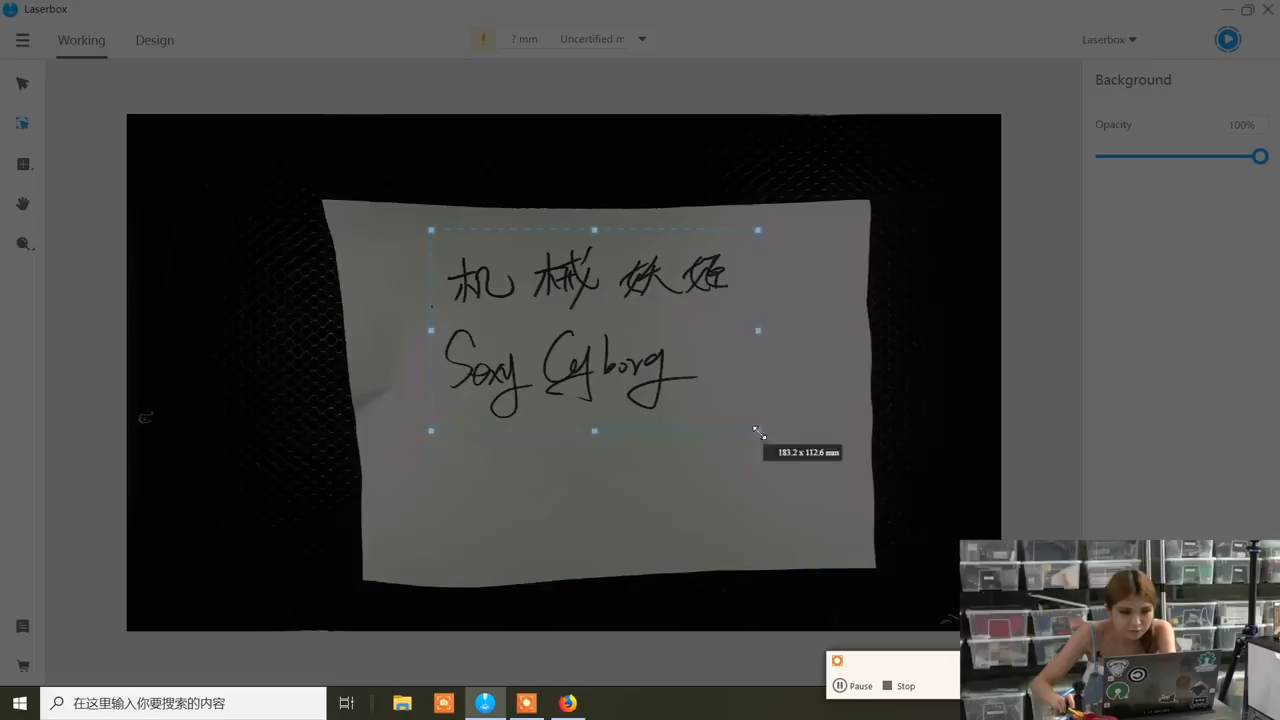 Laserbox
Working Design ! ? mm Uncertified m Laserbox
Background
Opacity 100%
机械妖姬
Sexy Cyborg
183.2 x 112.6 mm
Pause Stop
在这里输入你要搜索的内容